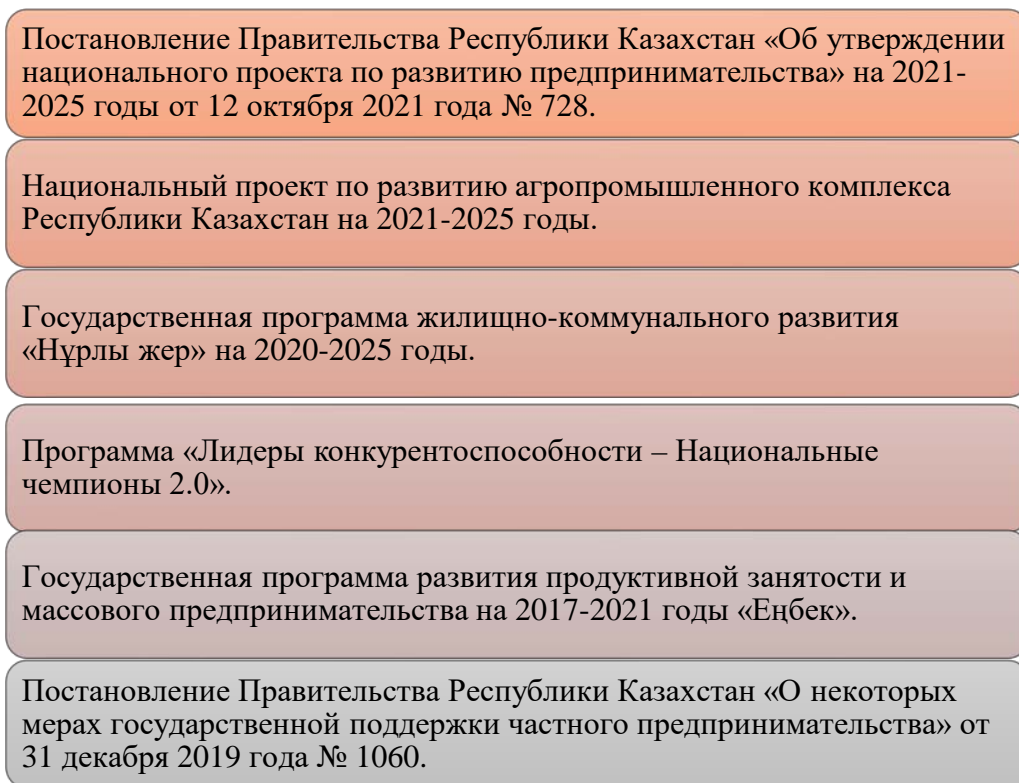 Постановление Правительства Республики Казахстан «Об утверждении
национального проекта по развитию предпринимательства» на 2021-
2025 годы от 12 октября 2021 года № 728.
Национальный проект по развитию агропромышленного комплекса
Республики Казахстан на 2021-2025 годы.
Государственная программа жилищно-коммунального развития
«Нұрлы жер» на 2020-2025 годы.
Программа «Лидеры конкурентоспособности – Национальные
чемпионы 2.0».
Государственная программа развития продуктивной занятости и
массового предпринимательства на 2017-2021 годы «Еңбек».
Постановление Правительства Республики Казахстан «О некоторых
мерах государственной поддержки частного предпринимательства» от
31 декабря 2019 года № 1060.